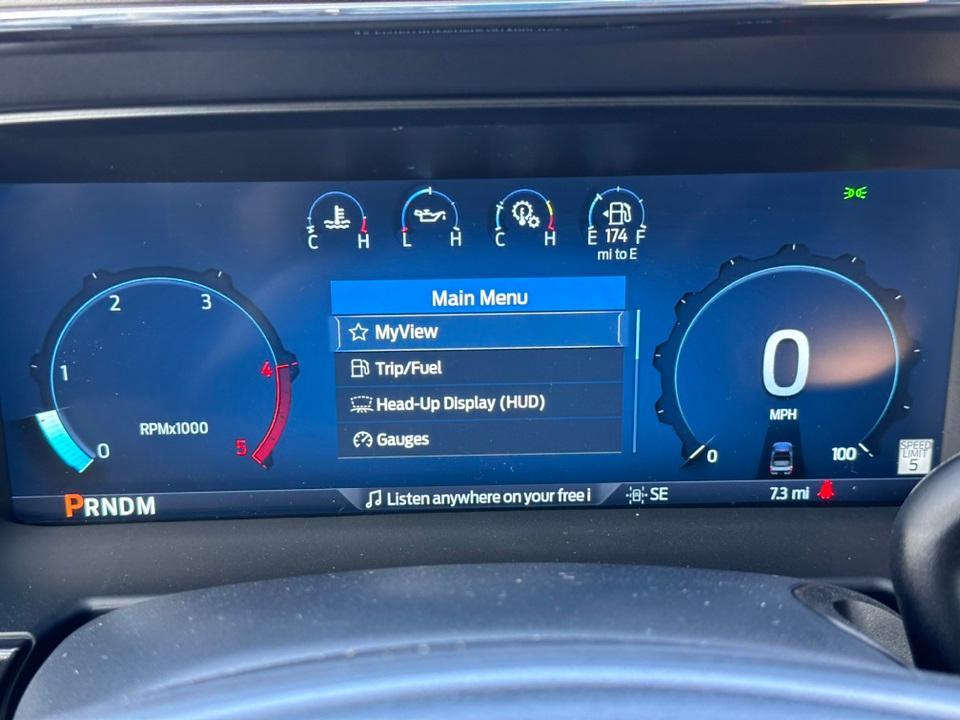 C H
L H
C H
E 174 F
mi to E
Main Menu
MyView
Trip/Fuel
Head-Up Display (HUD)
Gauges
0
1
2
3
4
5
RPMx1000
0
MPH
0
100
SPEED
LIMIT
5
PRNDM
Listen anywhere on your free i
SE
7.3 mi